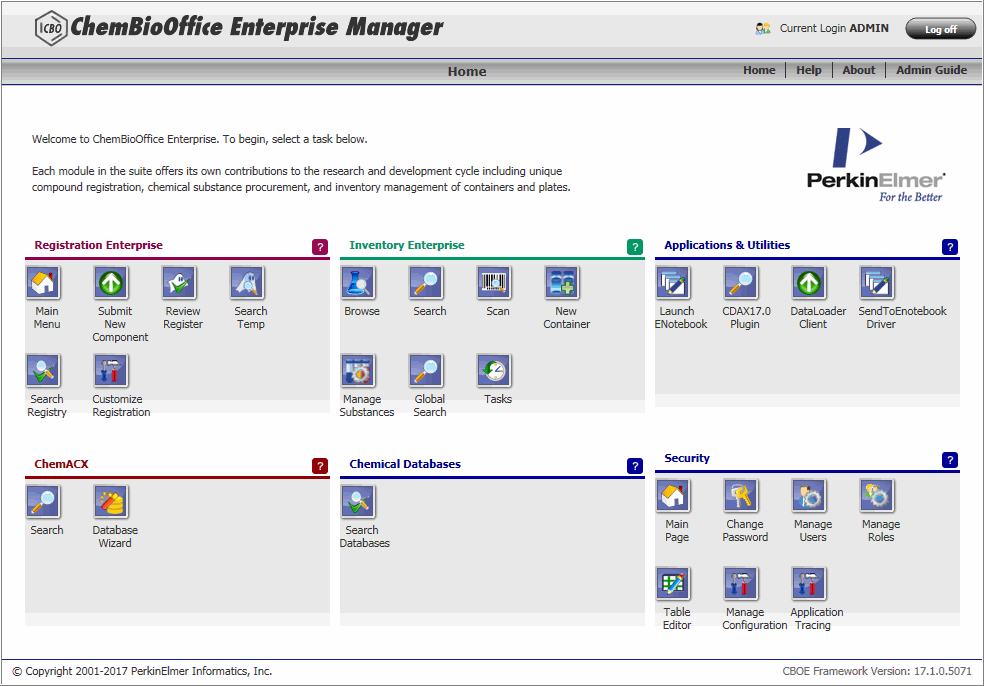 CBO ChemBioOffice Enterprise Manager
Current Login ADMIN
Log off
Home
Home Help About Admin Guide
Welcome to ChemBioOffice Enterprise. To begin, select a task below.
Each module in the suite offers its own contributions to the research and development cycle including unique
compound registration, chemical substance procurement, and inventory management of containers and plates.
PerkinElmer
For the Better
Registration Enterprise ?
Main
Menu
Submit
New
Component
Review
Register
Search
Temp
Search
Registry
Customize
Registration
Inventory Enterprise ?
Browse
Search
Scan
New
Container
Manage
Substances
Global
Search
Tasks
Applications & Utilities ?
Launch
ENotebook
CDAX17.0
Plugin
DataLoader
Client
SendToEnotebook
Driver
ChemACX ?
Search
Database
Wizard
Chemical Databases ?
Search
Databases
Security ?
Main
Page
Change
Password
Manage
Users
Manage
Roles
Table
Editor
Manage
Configuration
Application
Tracing
© Copyright 2001-2017 PerkinElmer Informatics, Inc.
CBOE Framework Version: 17.1.0.5071